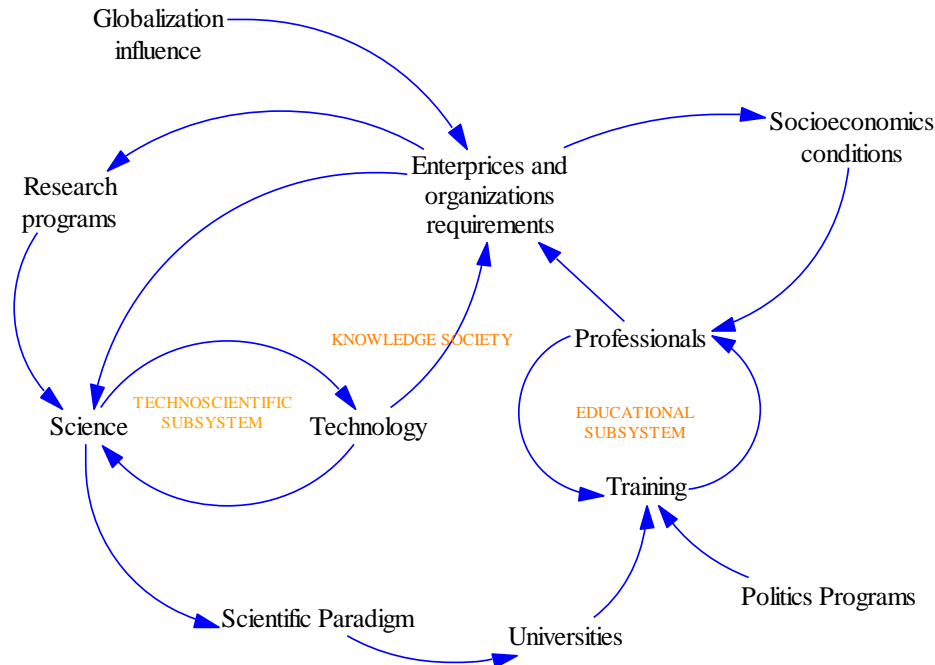 Globalization
influence
Socioeconomics
conditions
Enterprices and
organizations
requirements
Research
programs
KNOWLEDGE SOCIETY
Professionals
TECHNOSCIENTIFIC
SUBSYSTEM
EDUCATIONAL
SUBSYSTEM
Science
Technology
Training
Politics Programs
Scientific Paradigm
Universities